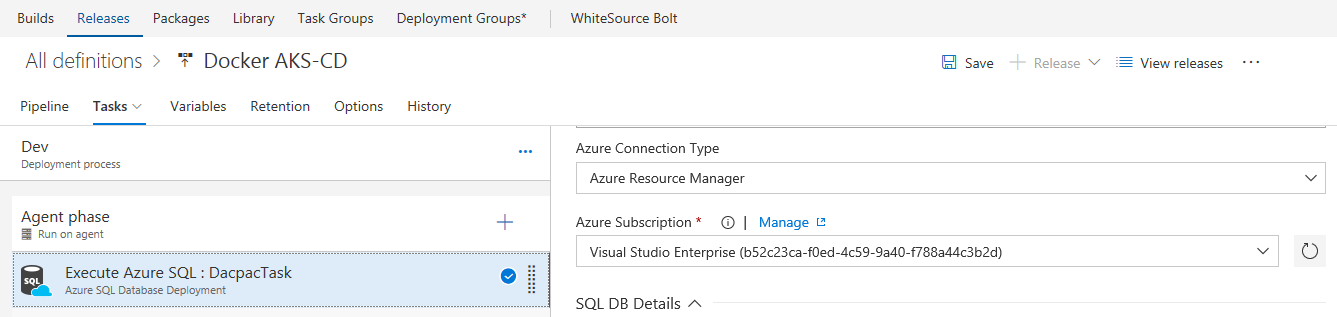 Builds Releases Packages Library Task Groups Deployment Groups* WhiteSource Bolt
All definitions > Docker AKS-CD Save + Release View releases ...
Pipeline Tasks Variables Retention Options History
Dev
Deployment process
...
Agent phase
Run on agent
+
SQL
Execute Azure SQL : DacpacTask
Azure SQL Database Deployment
Azure Connection Type
Azure Resource Manager
Azure Subscription * | Manage
Visual Studio Enterprise (b52c23ca-f0ed-4c59-9a40-f788a44c3b2d)
SQL DB Details